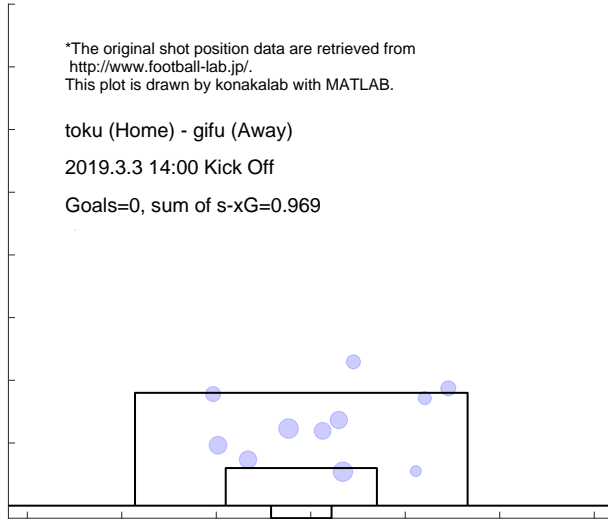 *The original shot position data are retrieved from
http://www.football-lab.jp/.
This plot is drawn by konakalab with MATLAB.
toku (Home) - gifu (Away)
2019.3.3 14:00 Kick Off
Goals=0, sum of s-xG=0.969